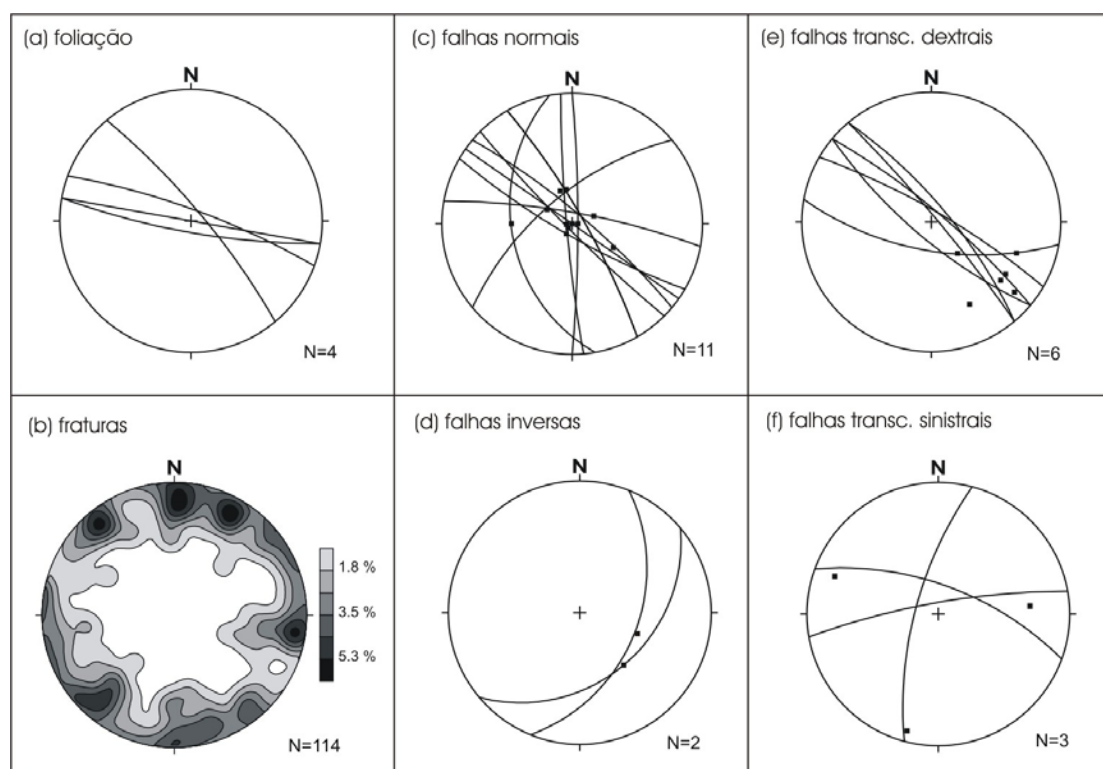 (a) foliação
N
N=4
(c) falhas normais
N
N=11
(e) falhas transc. dextrais
N
N=6
(b) fraturas
N
1.8 %
3.5 %
5.3 %
N=114
(d) falhas inversas
N
N=2
(f) falhas transc. sinistrais
N
N=3